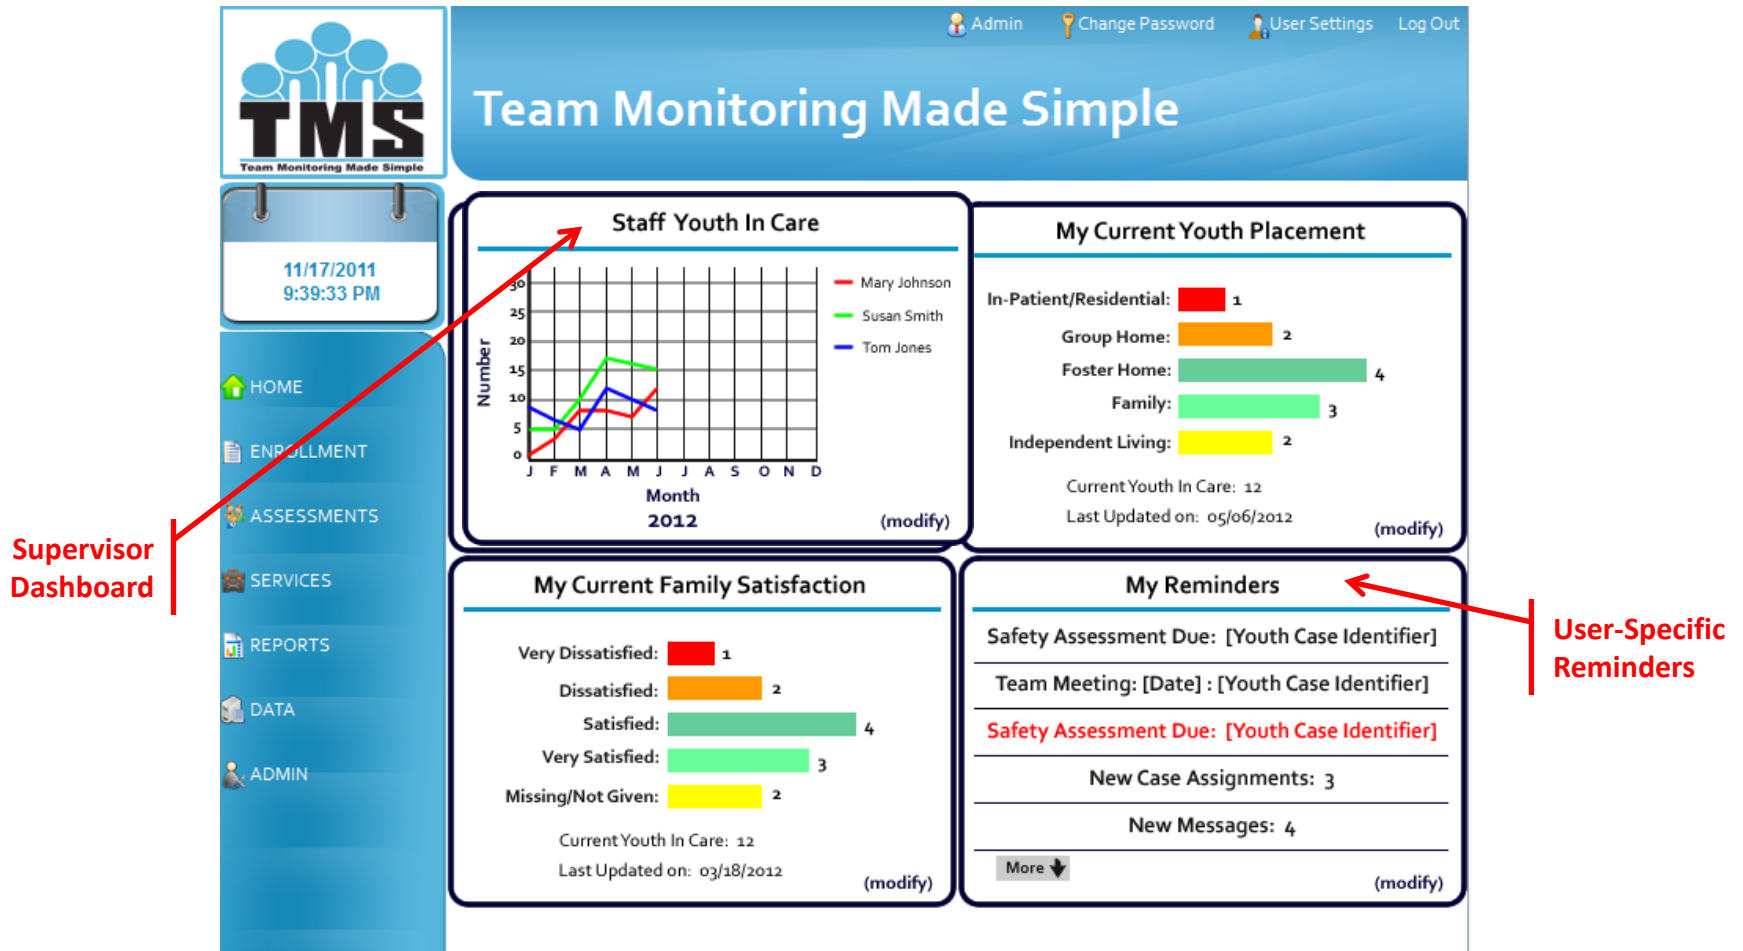 Admin Change Password User Settings Log Out
TMS
Team Monitoring Made Simple
Team Monitoring Made Simple
11/17/2011
9:39:33 PM
HOME
ENROLLMENT
ASSESSMENTS
SERVICES
REPORTS
DATA
ADMIN
Supervisor
Dashboard
Staff Youth In Care
Number
30
25
20
15
10
5
0
J F M A M J J A S O N D
Month
2012
Mary Johnson
Susan Smith
Tom Jones
(modify)
My Current Youth Placement
In-Patient/Residential: 1
Group Home: 2
Foster Home: 4
Family: 3
Independent Living: 2
Current Youth In Care: 12
Last Updated on: 05/06/2012
(modify)
My Current Family Satisfaction
Very Dissatisfied: 1
Dissatisfied: 2
Satisfied: 4
Very Satisfied: 3
Missing/Not Given: 2
Current Youth In Care: 12
Last Updated on: 03/18/2012
(modify)
My Reminders
Safety Assessment Due: [Youth Case Identifier]
Team Meeting: [Date] : [Youth Case Identifier]
Safety Assessment Due: [Youth Case Identifier]
New Case Assignments: 3
New Messages: 4
More
(modify)
User-Specific
Reminders